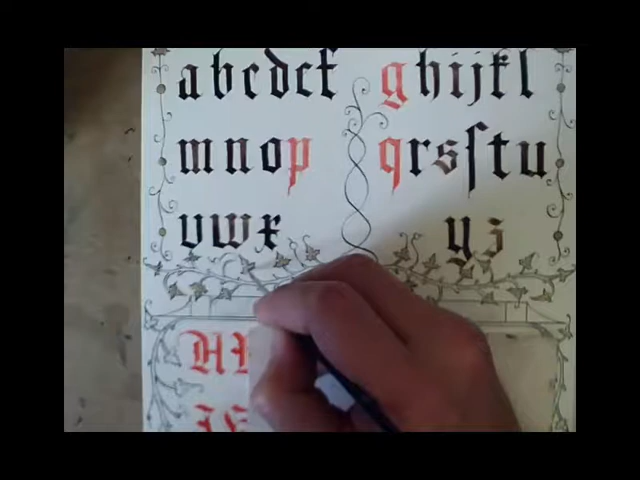 abcdef ghijkl
mnop qrsſtu
vwx yz